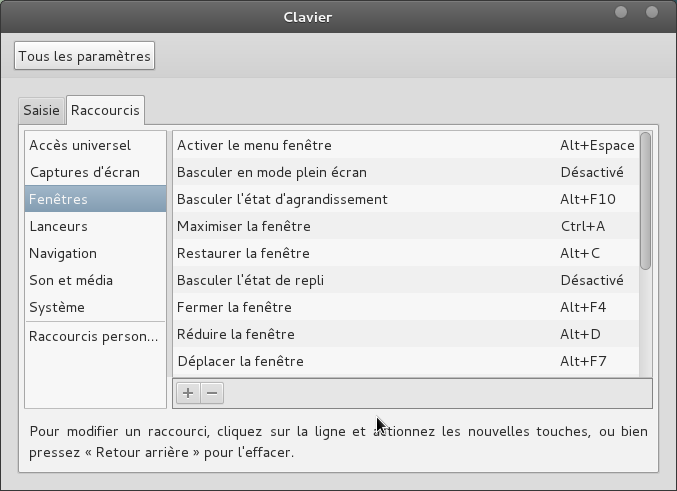 Clavier
Tous les paramètres
Saisie Raccourcis
Accès universel
Captures d'écran
Fenêtres
Lanceurs
Navigation
Son et média
Système
Raccourcis person...
Activer le menu fenêtre Alt+Espace
Basculer en mode plein écran Désactivé
Basculer l'état d'agrandissement Alt+F10
Maximiser la fenêtre Ctrl+A
Restaurer la fenêtre Alt+C
Basculer l'état de repli Désactivé
Fermer la fenêtre Alt+F4
Réduire la fenêtre Alt+D
Déplacer la fenêtre Alt+F7
Pour modifier un raccourci, cliquez sur la ligne et actionnez les nouvelles touches, ou bien
pressez « Retour arrière » pour l'effacer.